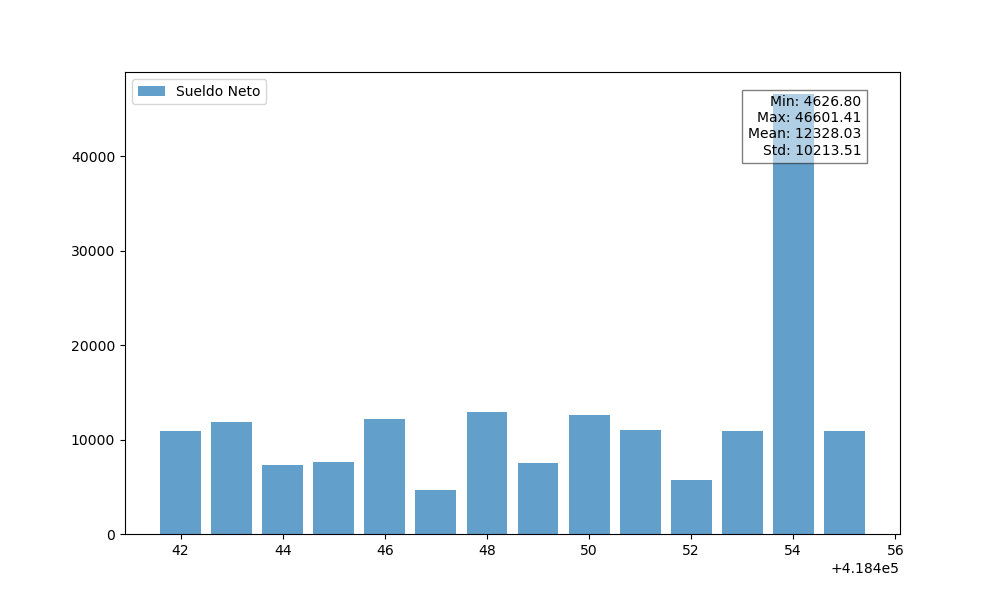 Sueldo Neto
Min: 4626.80
Max: 46601.41
Mean: 12328.03
Std: 10213.51
40000
30000
20000
10000
0
42 44 46 48 50 52 54 56
+4.184e5